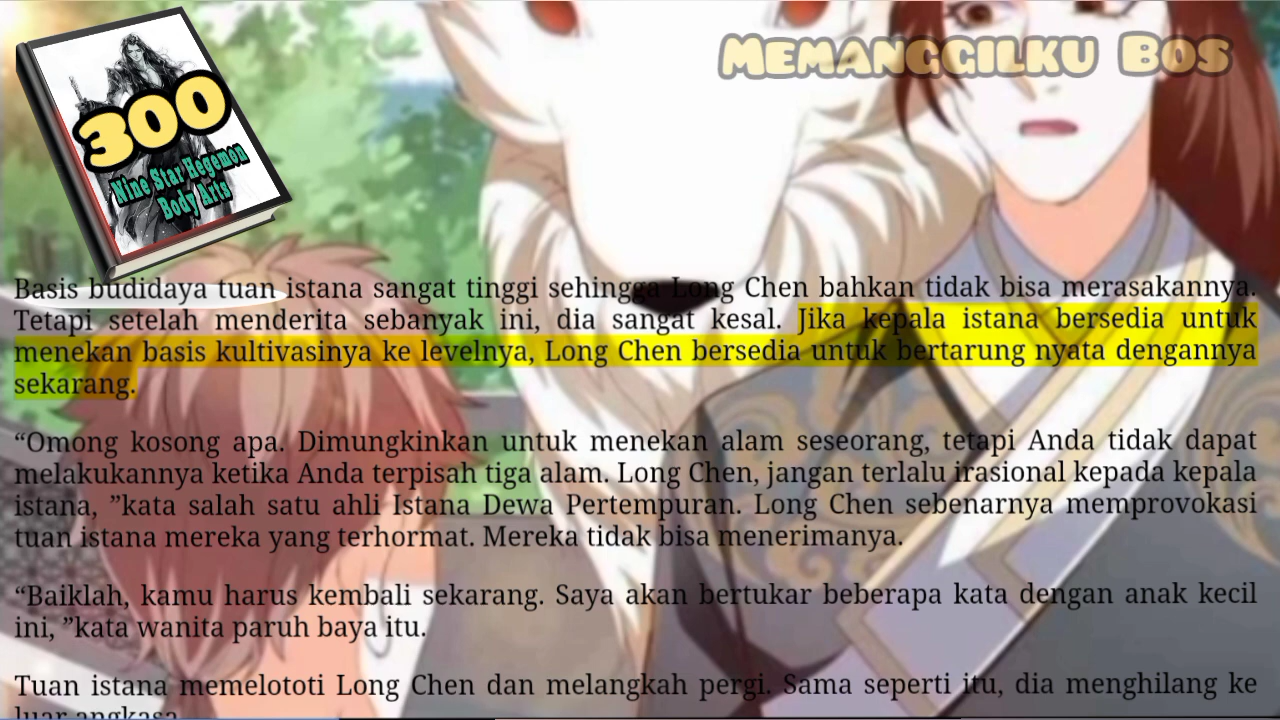 300
Nine Star Hegemon
Body Arts
Memanggilku Bos
Basis budidaya tuan istana sangat tinggi sehingga Long Chen bahkan tidak bisa merasakannya.
Tetapi setelah menderita sebanyak ini, dia sangat kesal. Jika kepala istana bersedia untuk
menekan basis kultivasinya ke levelnya, Long Chen bersedia untuk bertarung nyata dengannya
sekarang.
“Omong kosong apa. Dimungkinkan untuk menekan alam seseorang, tetapi Anda tidak dapat
melakukannya ketika Anda terpisah tiga alam. Long Chen, jangan terlalu irasional kepada kepala
istana, ”kata salah satu ahli Istana Dewa Pertempuran. Long Chen sebenarnya memprovokasi
tuan istana mereka yang terhormat. Mereka tidak bisa menerimanya.
“Baiklah, kamu harus kembali sekarang. Saya akan bertukar beberapa kata dengan anak kecil
ini, ”kata wanita paruh baya itu.
Tuan istana memelototi Long Chen dan melangkah pergi. Sama seperti itu, dia menghilang ke
luar angkasa.